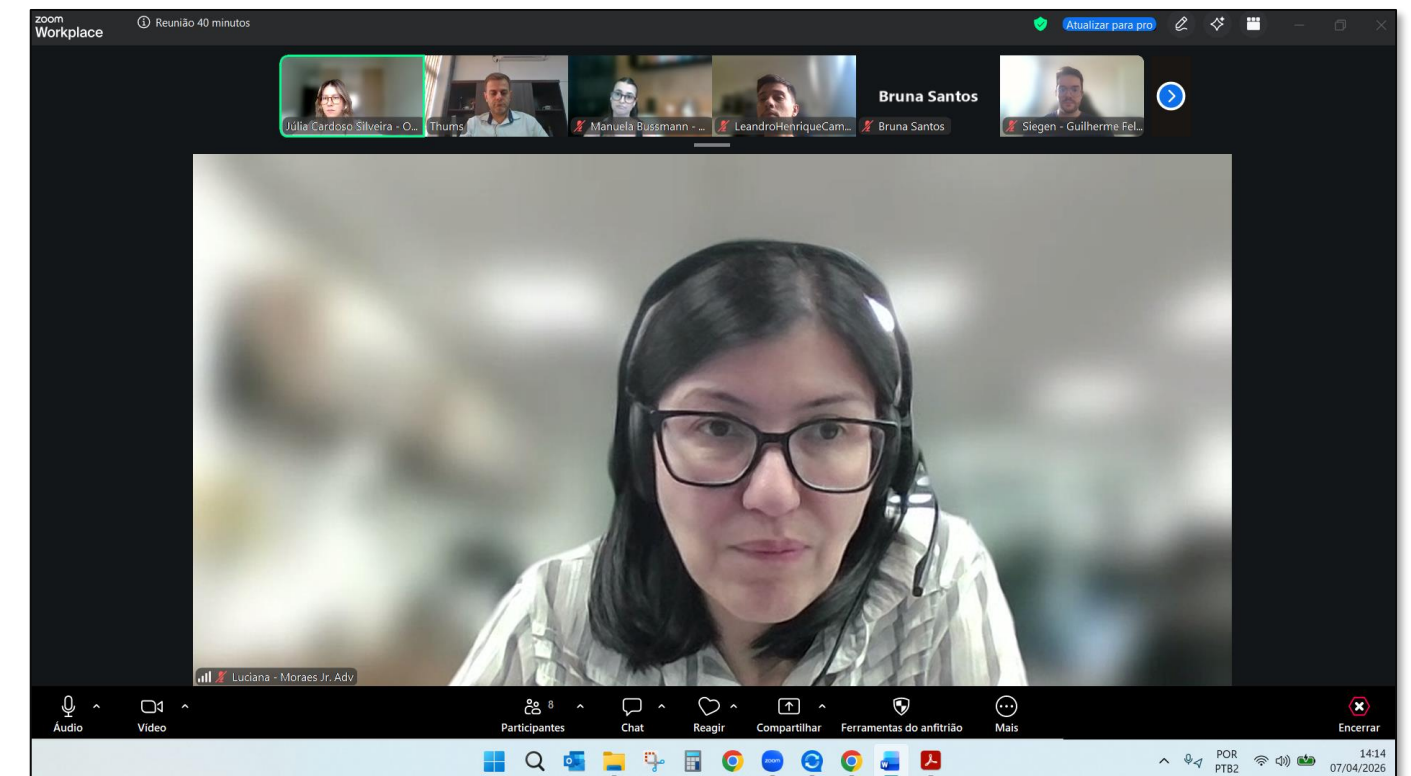 zoom
Workplace
Reunião 40 minutos
Atualizar para pro
Júlia Cardoso Silveira - O...
Thums
Manuela Bussmann - ...
LeandroHenriqueCam...
Bruna Santos
Bruna Santos
Siegen - Guilherme Fel...
Luciana - Moraes Jr. Adv
Áudio
Vídeo
8
Participantes
Chat
Reagir
Compartilhar
Ferramentas do anfitrião
Mais
Encerrar
zoom
POR
PTB2
14:14
07/04/2026